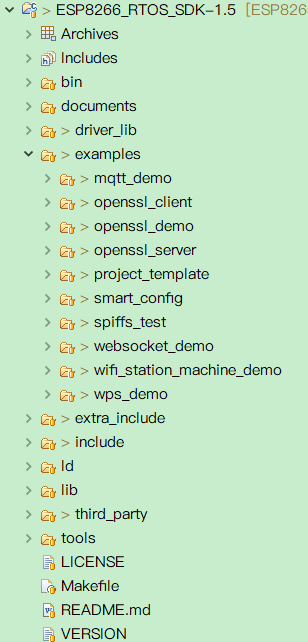 > ESP8266_RTOS_SDK-1.5 [ESP826
Archives
Includes
bin
documents
> driver_lib
> examples
> mqtt_demo
> openssl_client
> openssl_demo
> openssl_server
> project_template
> smart_config
> spiffs_test
> websocket_demo
> wifi_station_machine_demo
> wps_demo
> extra_include
> include
ld
lib
> third_party
tools
LICENSE
Makefile
README.md
VERSION